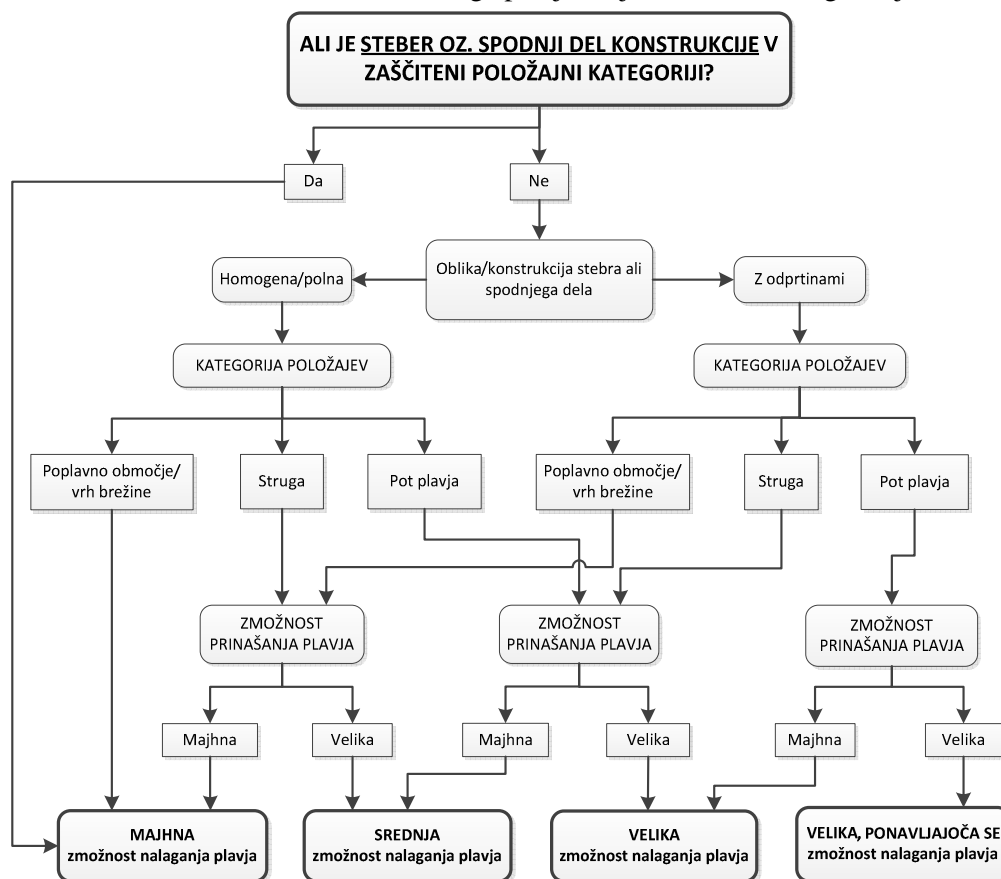 ALI JE STEBER OZ. SPODNJI DEL KONSTRUKCIJE V
ZAŠČITENI POLOŽAJNI KATEGORIJI?
Da
Ne
Homogena/polna
Oblika/konstrukcija stebra ali
spodnjega dela
Z odprtinami
KATEGORIJA POLOŽAJEV
KATEGORIJA POLOŽAJEV
Poplavno območje/
vrh brežine
Struga
Pot plavja
Poplavno območje/
vrh brežine
Struga
Pot plavja
ZMOŽNOST
PRINAŠANJA PLAVJA
ZMOŽNOST
PRINAŠANJA PLAVJA
ZMOŽNOST
PRINAŠANJA PLAVJA
Majhna
Velika
Majhna
Velika
Majhna
Velika
MAJHNA
zmožnost nalaganja plavja
SREDNJA
zmožnost nalaganja plavja
VELIKA
zmožnost nalaganja plavja
VELIKA, PONAVLJAJOČA SE
zmožnost nalaganja plavja